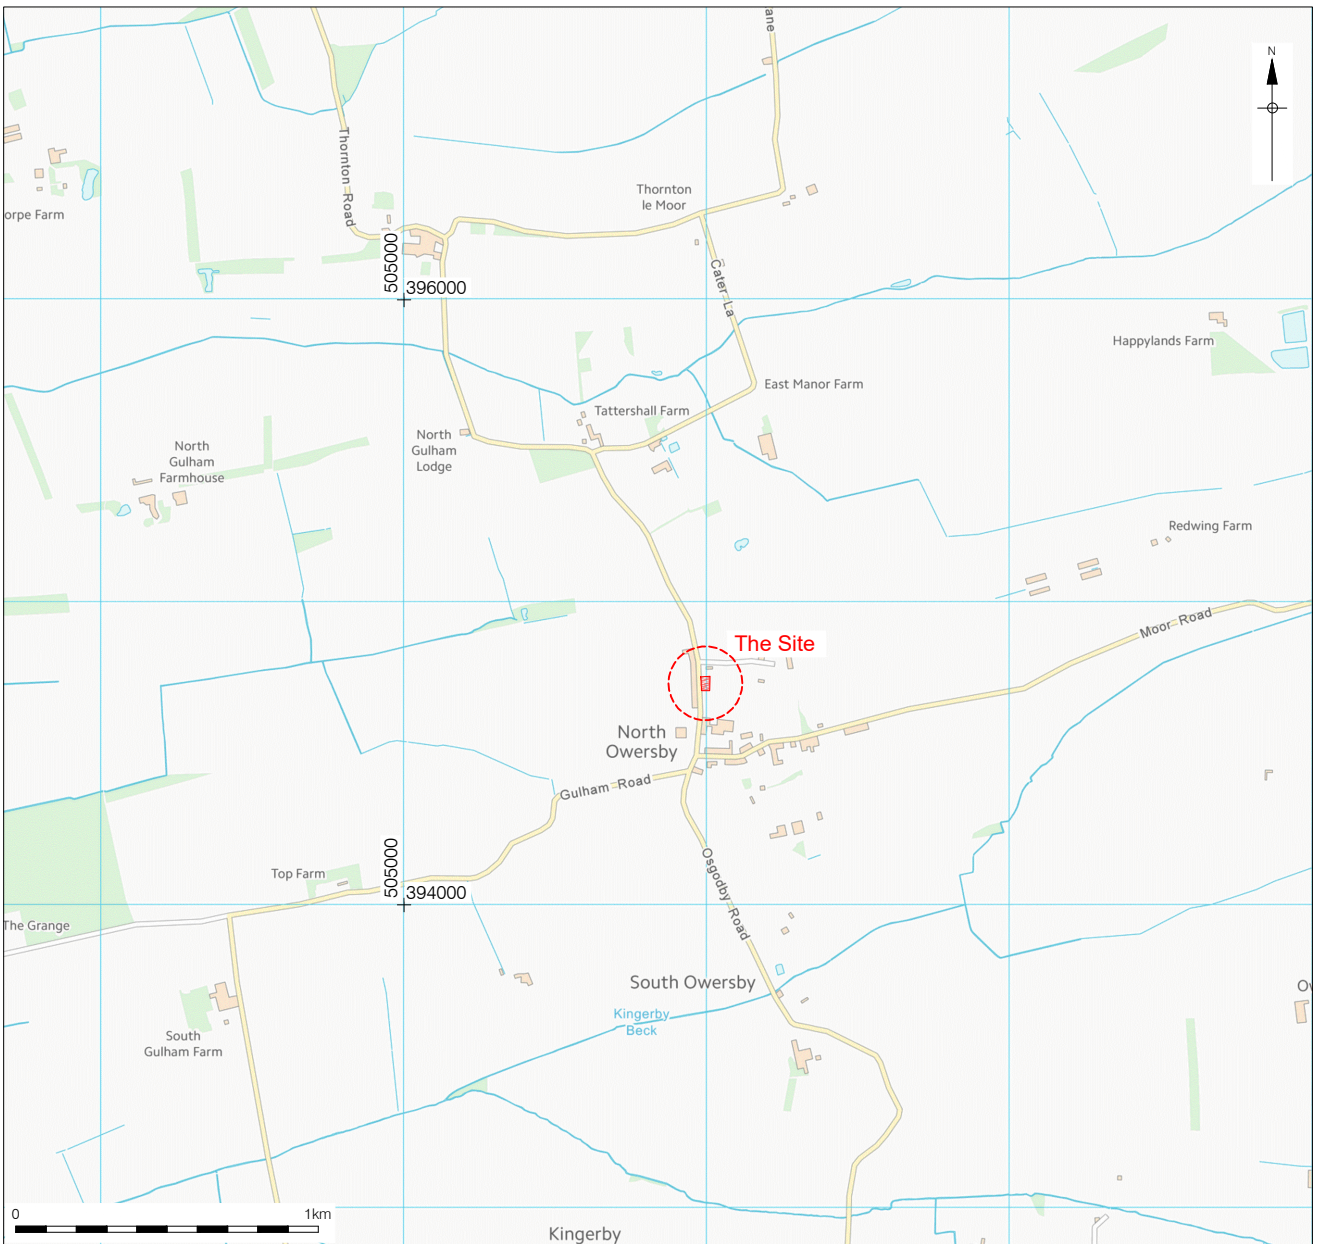 ane
N
Thornton Road
Thornton
le Moor
orpe Farm
505000
396000
Cater La
Happylands Farm
East Manor Farm
Tattershall Farm
North
Gulham
Lodge
North
Gulham
Farmhouse
Redwing Farm
Moor Road
The Site
North
Owersby
Gulham Road
505000
394000
Osgodby Road
Top Farm
The Grange
South Owersby
Kingerby
Beck
South
Gulham Farm
0
1km
Kingerby